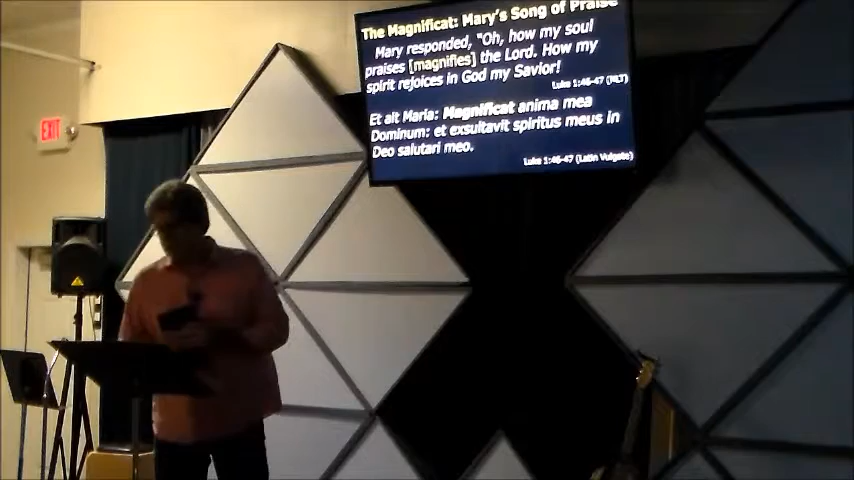 The Magnificat: Mary's Song of Praise
Mary responded, "Oh, how my soul
praises [magnifies] the Lord. How my
spirit rejoices in God my Savior!
Luke 1:46-47 (NLT)
Et ait Maria: Magnificat anima mea
Dominum: et exsultavit spiritus meus in
Deo salutari meo.
Luke 1:46-47 (Latin Vulgate)
EXIT